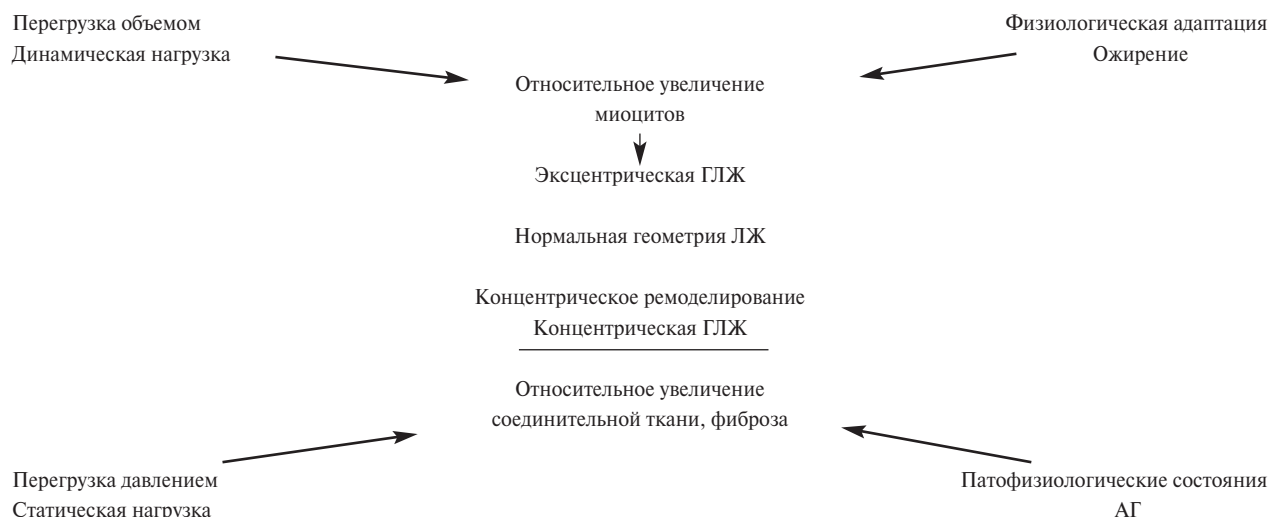 Перегрузка объемом
Динамическая нагрузка
Физиологическая адаптация
Ожирение
Относительное увеличение
миоцитов
Эксцентрическая ГЛЖ
Нормальная геометрия ЛЖ
Концентрическое ремоделирование
Концентрическая ГЛЖ
Относительное увеличение
соединительной ткани, фиброза
Перегрузка давлением
Статическая нагрузка
Патофизиологические состояния
АГ